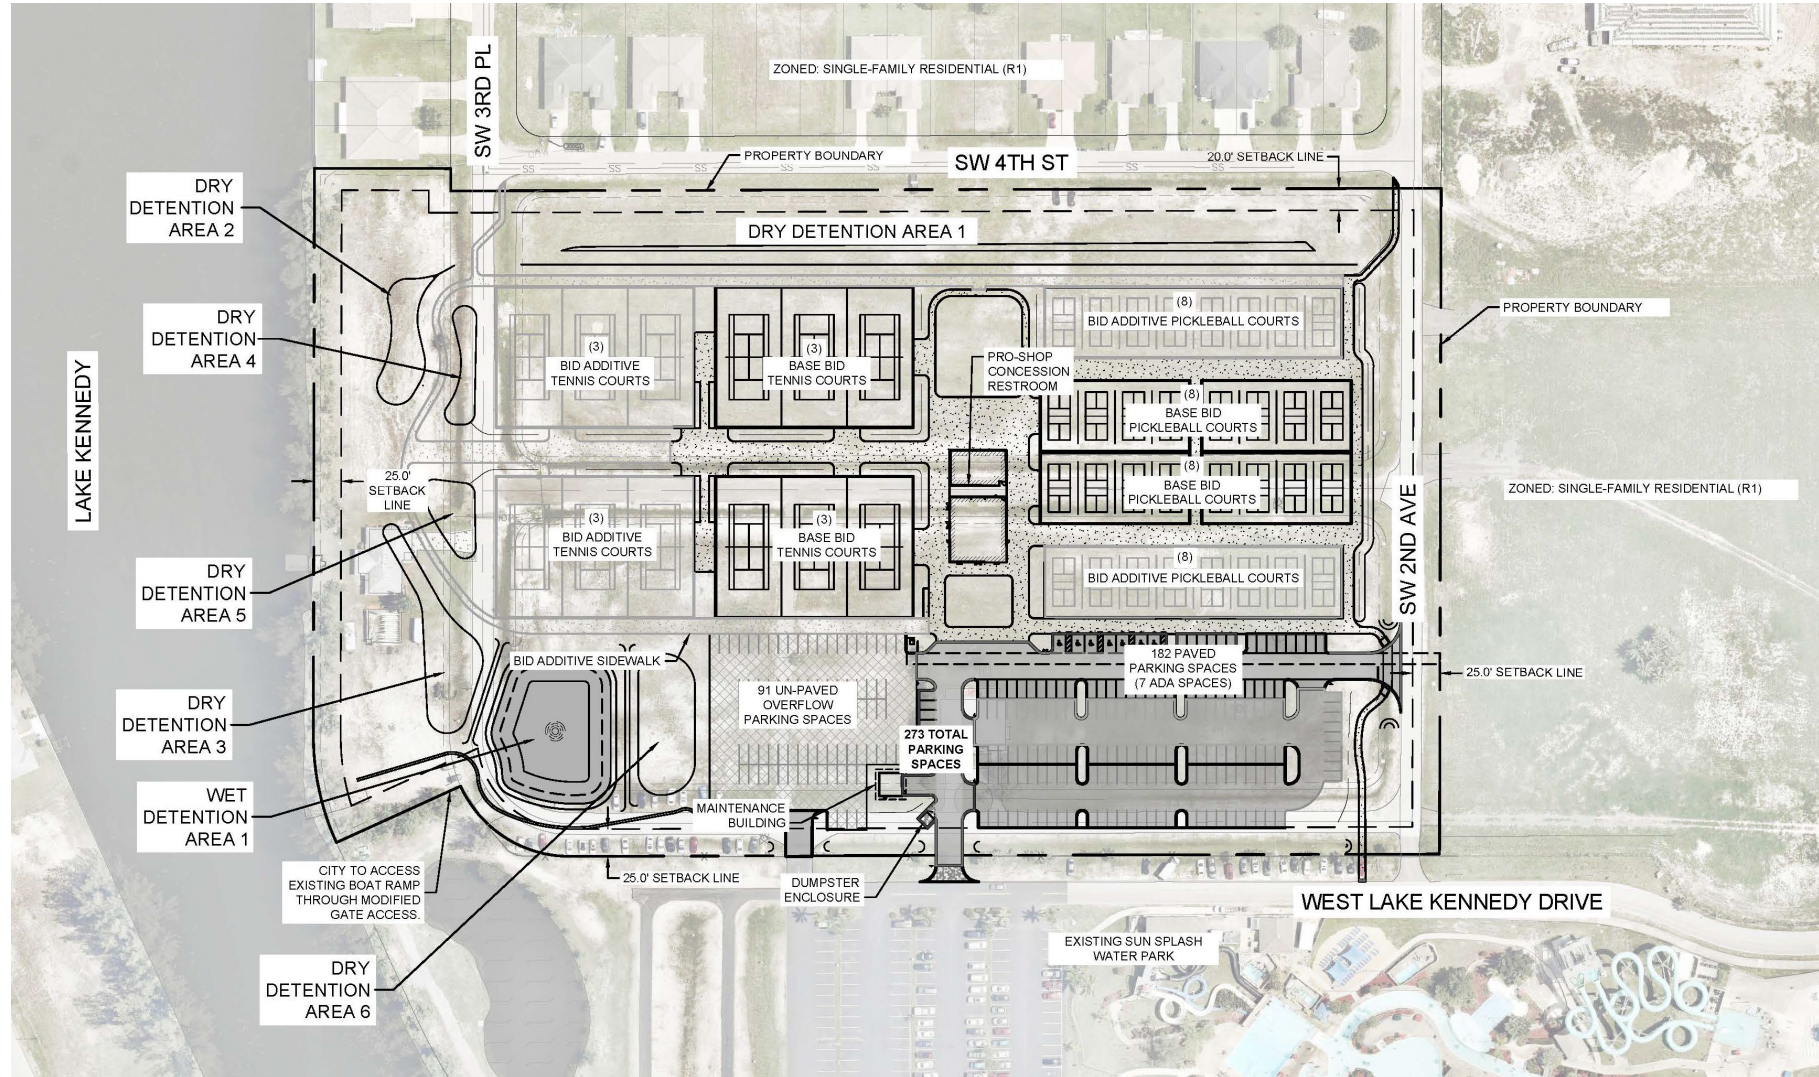 ZONED: SINGLE-FAMILY RESIDENTIAL (R1)
SW 3RD PL
PROPERTY BOUNDARY
SW 4TH ST
20.0' SETBACK LINE
SS SS SS SS SS SS
DRY
DETENTION
AREA 2
DRY DETENTION AREA 1
DRY
DETENTION
AREA 4
(3)
BID ADDITIVE
TENNIS COURTS
(3)
BASE BID
TENNIS COURTS
(8)
BID ADDITIVE PICKLEBALL COURTS
PROPERTY BOUNDARY
PRO-SHOP
CONCESSION
RESTROOM
(8)
BASE BID
PICKLEBALL COURTS
LAKE KENNEDY
25.0'
SETBACK
LINE
(8)
BASE BID
PICKLEBALL COURTS
ZONED: SINGLE-FAMILY RESIDENTIAL (R1)
(3)
BID ADDITIVE
TENNIS COURTS
(3)
BASE BID
TENNIS COURTS
SW 2ND AVE
DRY
DETENTION
AREA 5
(8)
BID ADDITIVE PICKLEBALL COURTS
BID ADDITIVE SIDEWALK
182 PAVED
PARKING SPACES
(7 ADA SPACES)
25.0' SETBACK LINE
91 UN-PAVED
OVERFLOW
PARKING SPACES
DRY
DETENTION
AREA 3
273 TOTAL
PARKING
SPACES
WET
DETENTION
AREA 1
MAINTENANCE
BUILDING
CITY TO ACCESS
EXISTING BOAT RAMP
THROUGH MODIFIED
GATE ACCESS.
25.0' SETBACK LINE
DUMPSTER
ENCLOSURE
WEST LAKE KENNEDY DRIVE
EXISTING SUN SPLASH
WATER PARK
DRY
DETENTION
AREA 6